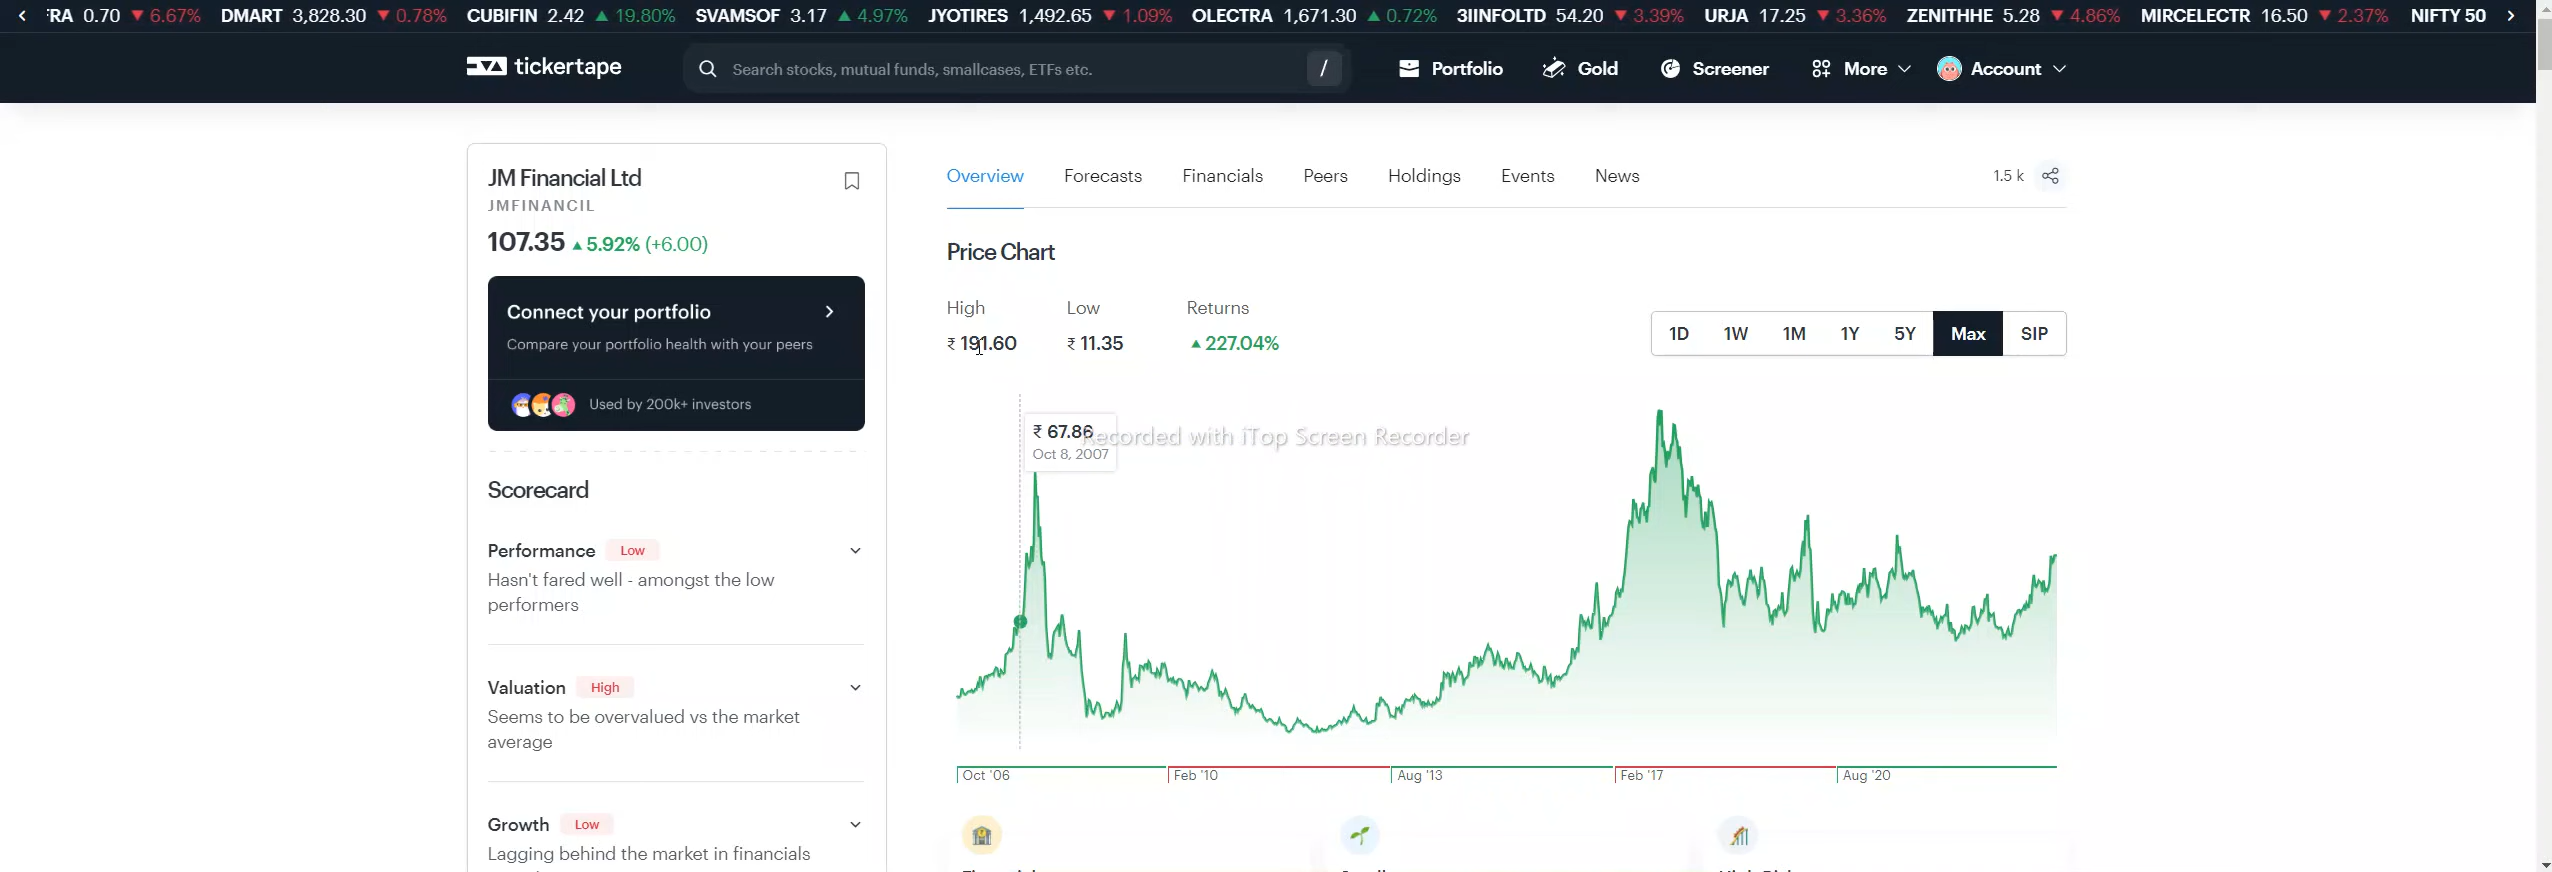 FRA 0.70 ▼ 6.67% DMART 3,828.30 ▼ 0.78% CUBIFIN 2.42 ▲ 19.80% SVAMSOF 3.17 ▲ 4.97% JYOTIRES 1,492.65 ▼ 1.09% OLECTRA 1,671.30 ▲ 0.72% 3IINFOLTD 54.20 ▼ 3.39% URJA 17.25 ▼ 3.36% ZENITHHE 5.28 ▼ 4.86% MIRCELECTR 16.50 ▼ 2.37% NIFTY 50
tickertape Search stocks, mutual funds, smallcases, ETFs etc. / Portfolio Gold Screener More Account
JM Financial Ltd
JMFINANCIL
107.35 ▲ 5.92% (+6.00)
Connect your portfolio
Compare your portfolio health with your peers
Used by 200k+ investors
Scorecard
Performance Low
Hasn't fared well - amongst the low
performers
Valuation High
Seems to be overvalued vs the market
average
Growth Low
Lagging behind the market in financials
Overview Forecasts Financials Peers Holdings Events News 1.5 k
Price Chart
High Low Returns
₹ 191.60 ₹ 11.35 ▲ 227.04%
1D 1W 1M 1Y 5Y Max SIP
₹ 67.86
Oct 8, 2007
Recorded with iTop Screen Recorder
Oct '06 Feb '10 Aug '13 Feb '17 Aug '20